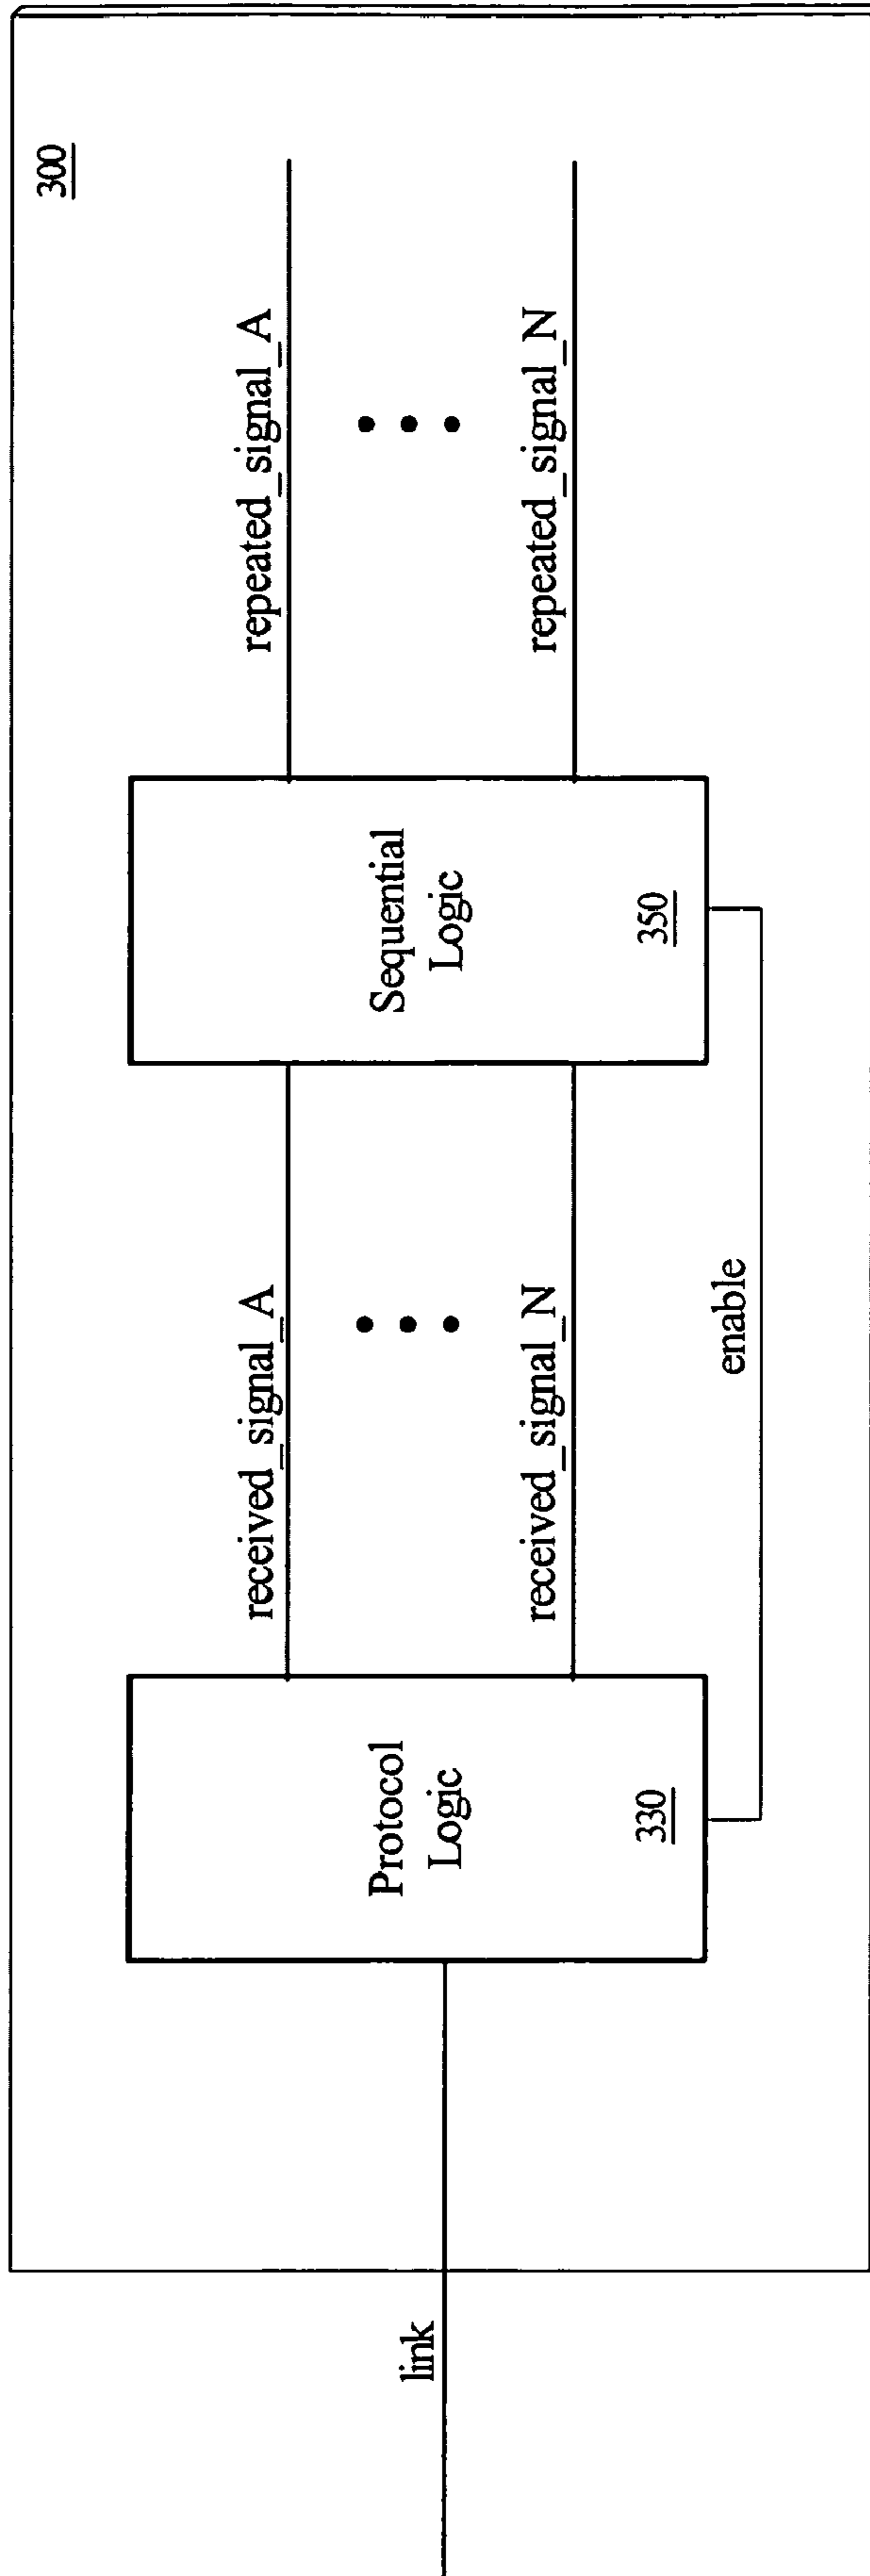 300
link
Protocol
Logic
330
received_signal_A
received_signal_N
enable
Sequential
Logic
350
repeated_signal_A
repeated_signal_N